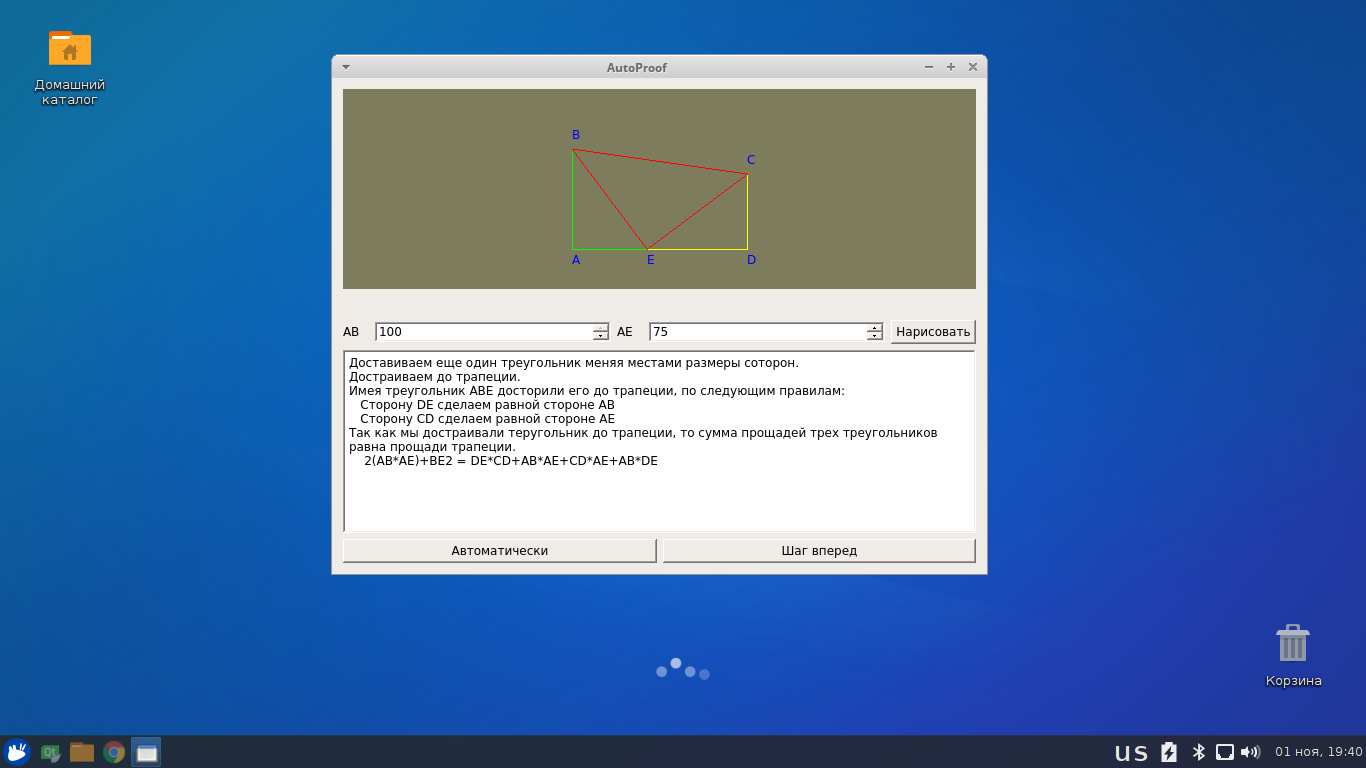 Домашний
каталог
AutoProof
B
C
A
E
D
AB
100
AE
75
Нарисовать
Доставиваем еще один треугольник меняя местами размеры соторон.
Достраиваем до трапеции.
Имея треугольник ABE досторили его до трапеции, по следующим правилам:
Сторону DE сделаем равной стороне AB
Сторону CD сделаем равной стороне AE
Так как мы достраивали теругольник до трапеции, то сумма прощадей трех треугольников
равна прощади трапеции.
2(AB*AE)+BE2 = DE*CD+AB*AE+CD*AE+AB*DE
Автоматически
Шаг вперед
Корзина
Qt
us
01 ноя, 19:40